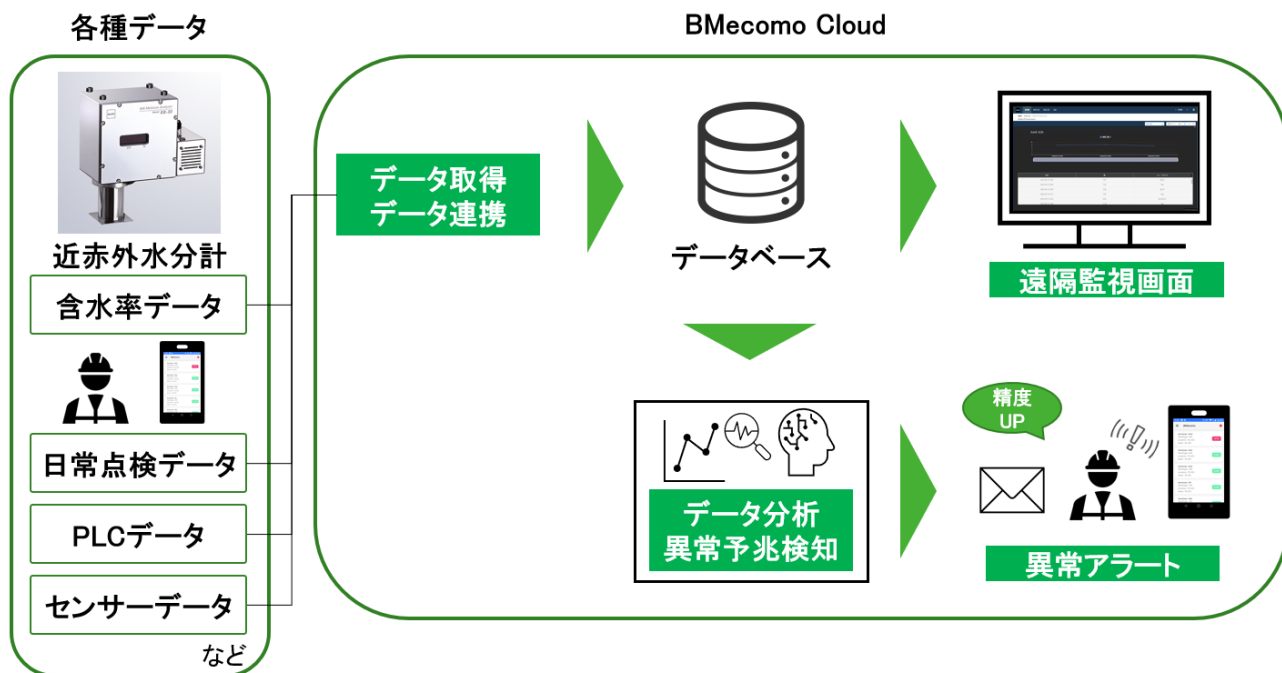 各種データ
BMecomo Cloud
近赤外水分計
含水率データ
日常点検データ
PLCデータ
センサーデータ
など
データ取得
データ連携
データベース
遠隔監視画面
データ分析
異常予兆検知
精度
UP
異常アラート